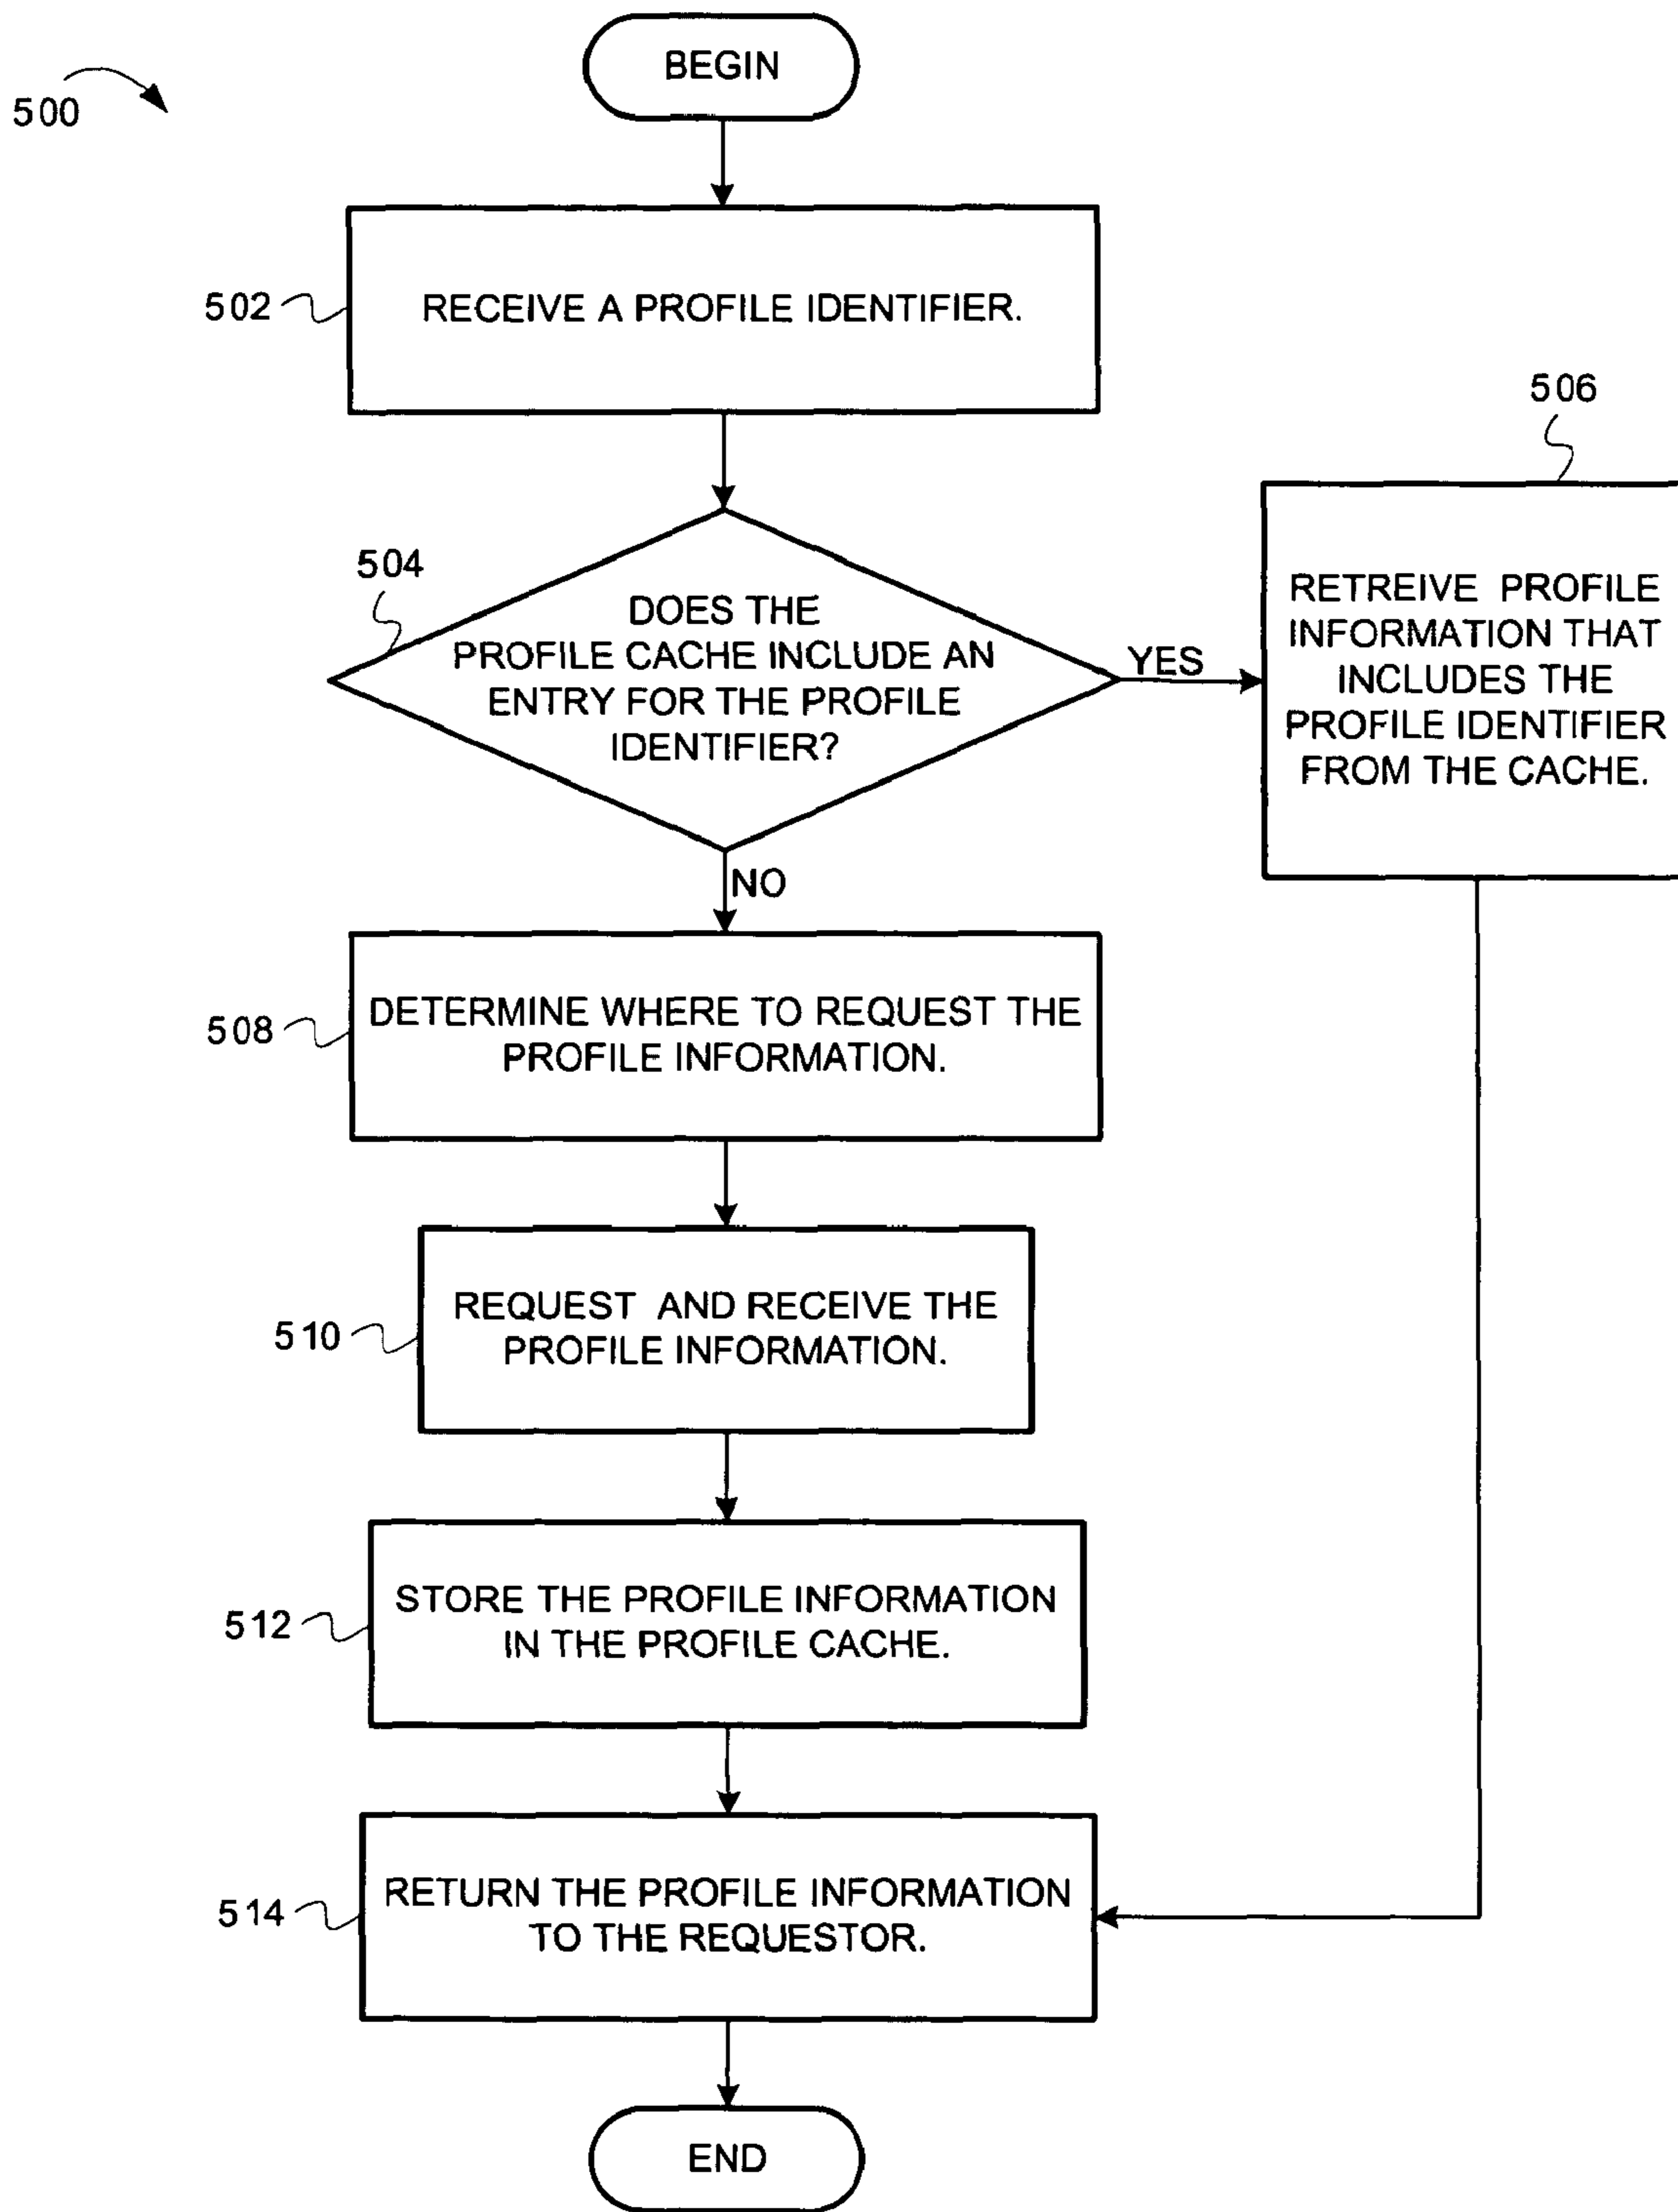 500
BEGIN
502
RECEIVE A PROFILE IDENTIFIER.
504
DOES THE
PROFILE CACHE INCLUDE AN
ENTRY FOR THE PROFILE
IDENTIFIER?
YES
506
RETREIVE PROFILE
INFORMATION THAT
INCLUDES THE
PROFILE IDENTIFIER
FROM THE CACHE.
NO
508
DETERMINE WHERE TO REQUEST THE
PROFILE INFORMATION.
510
REQUEST AND RECEIVE THE
PROFILE INFORMATION.
512
STORE THE PROFILE INFORMATION
IN THE PROFILE CACHE.
514
RETURN THE PROFILE INFORMATION
TO THE REQUESTOR.
END